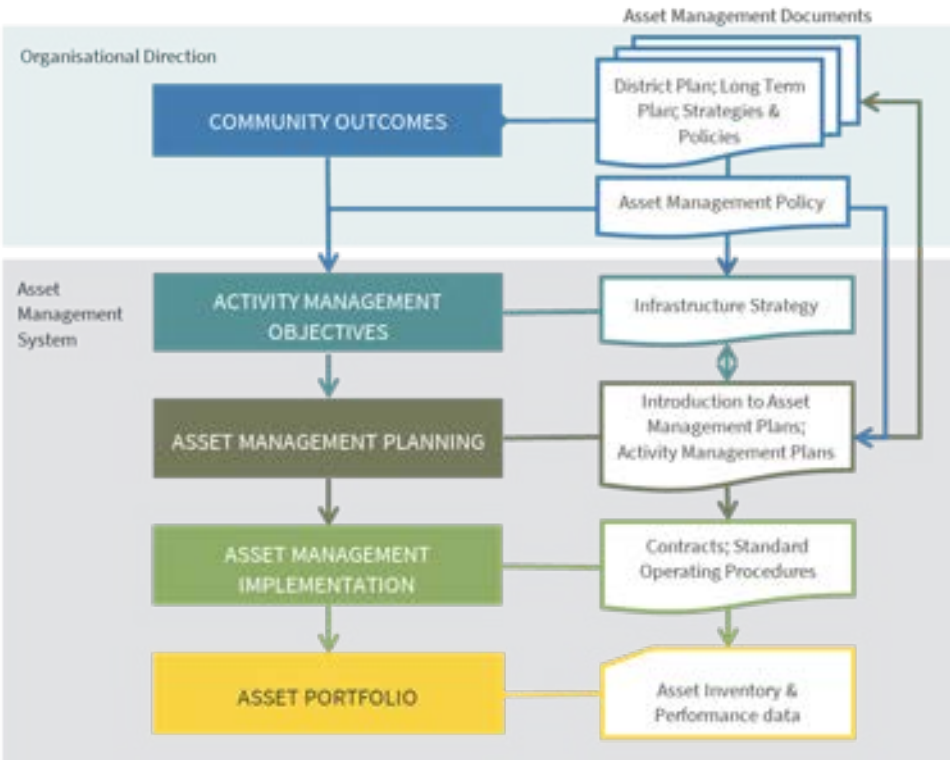 Asset Management Documents
Organisational Direction
COMMUNITY OUTCOMES
District Plan; Long Term
Plan; Strategies &
Policies
Asset Management Policy
Asset
Management
System
ACTIVITY MANAGEMENT
OBJECTIVES
Infrastructure Strategy
ASSET MANAGEMENT PLANNING
Introduction to Asset
Management Plans;
Activity Management Plans
ASSET MANAGEMENT
IMPLEMENTATION
Contracts; Standard
Operating Procedures
ASSET PORTFOLIO
Asset Inventory &
Performance data